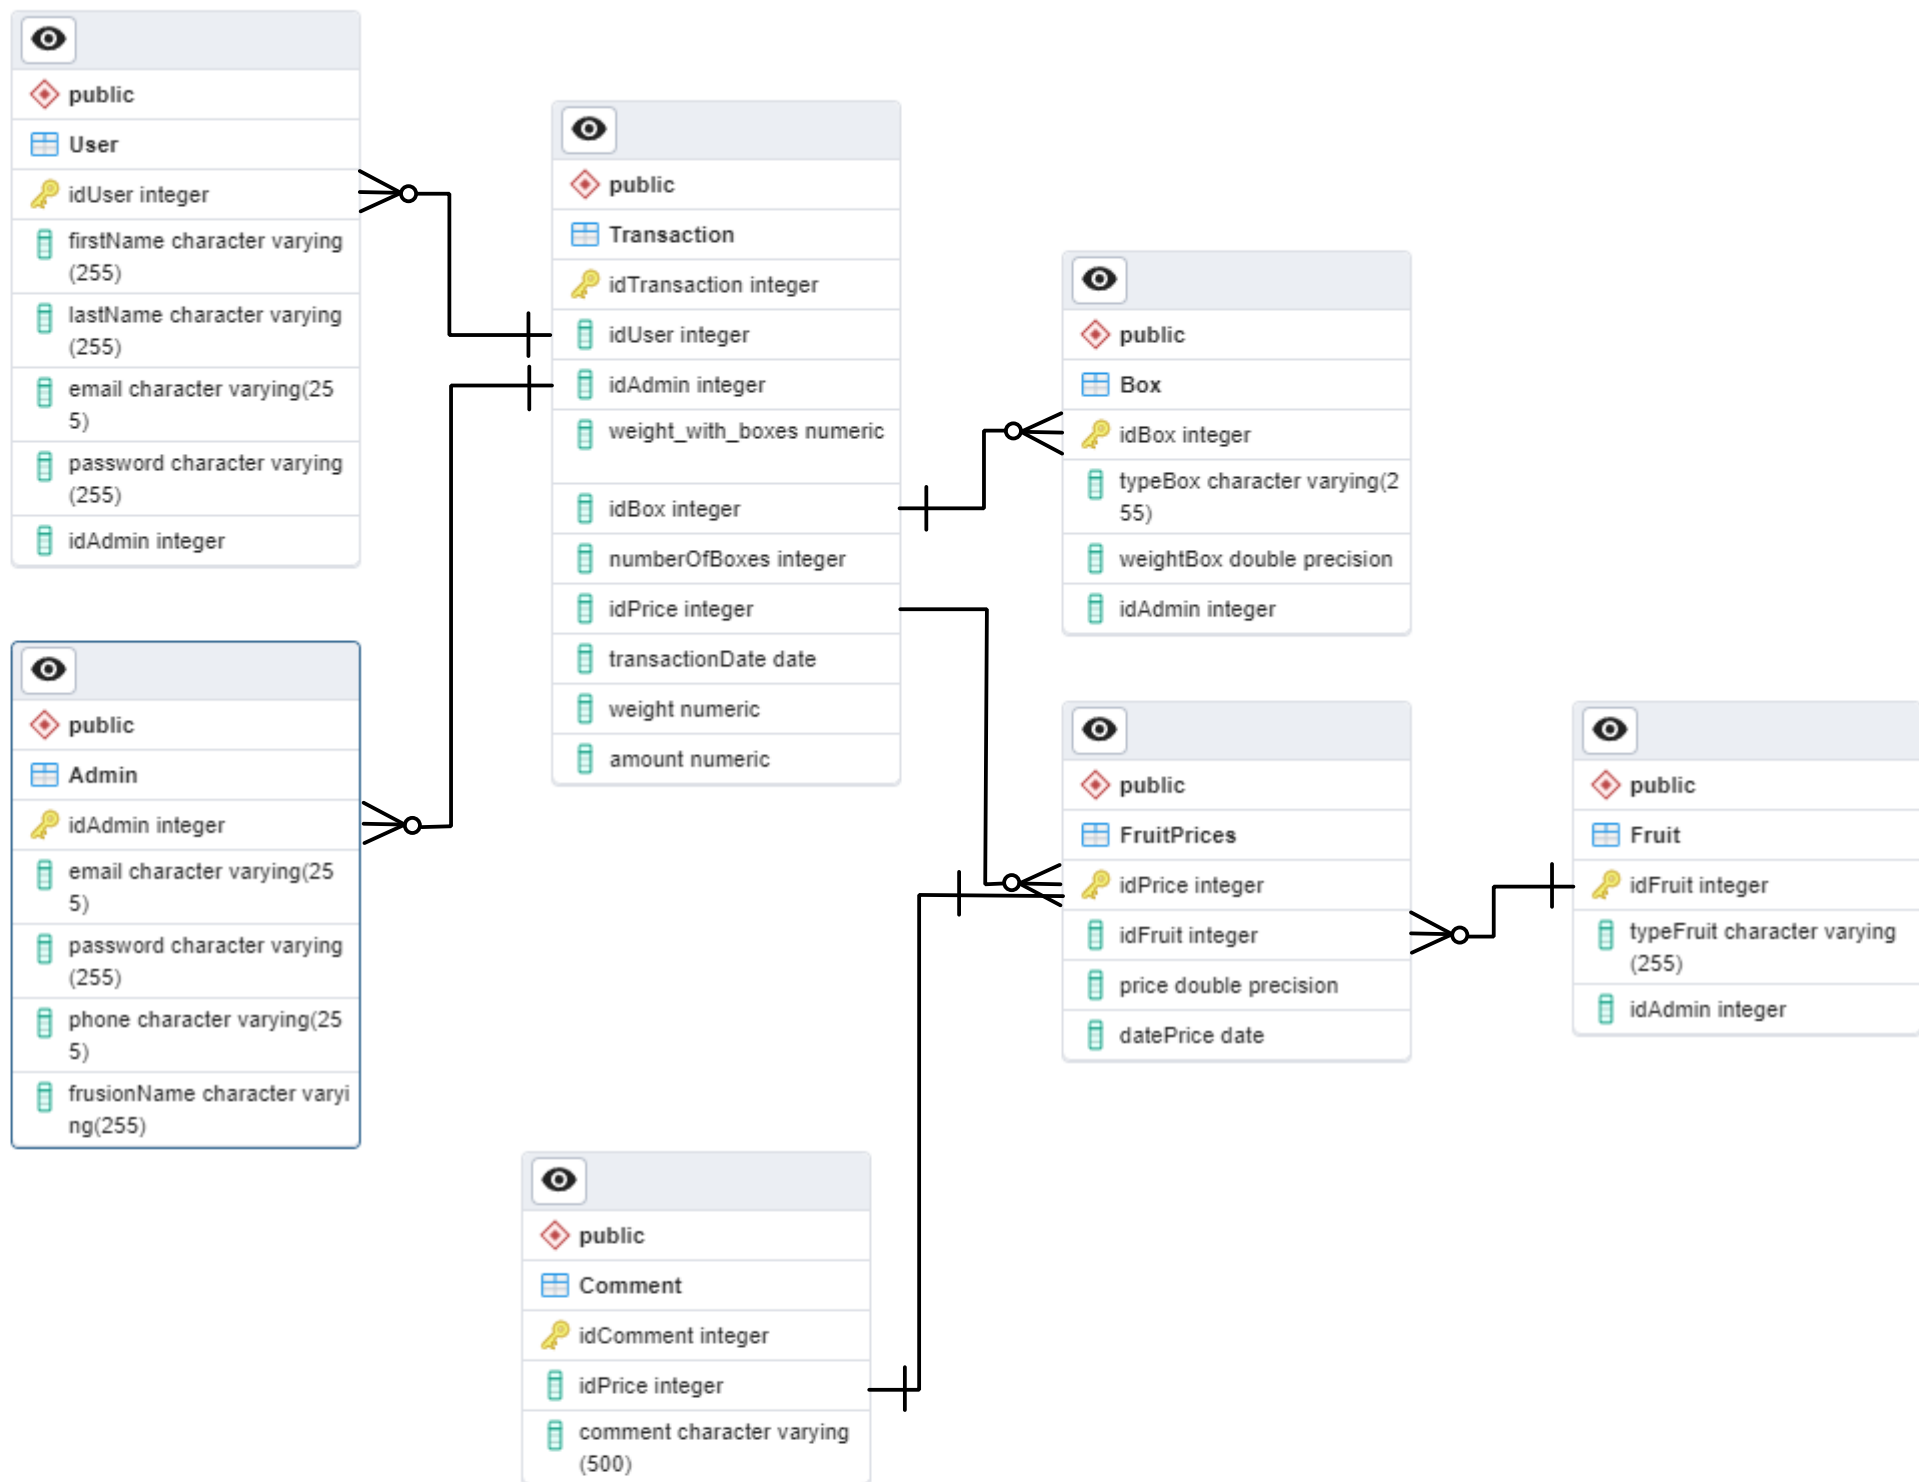 public
User
idUser integer
firstName character varying
(255)
lastName character varying
(255)
email character varying(25
5)
password character varying
(255)
idAdmin integer
public
Admin
idAdmin integer
email character varying(25
5)
password character varying
(255)
phone character varying(25
5)
frusionName character varyi
ng(255)
public
Transaction
idTransaction integer
idUser integer
idAdmin integer
weight_with_boxes numeric
idBox integer
numberOfBoxes integer
idPrice integer
transactionDate date
weight numeric
amount numeric
public
Comment
idComment integer
idPrice integer
comment character varying
(500)
public
Box
idBox integer
typeBox character varying(2
55)
weightBox double precision
idAdmin integer
public
FruitPrices
idPrice integer
idFruit integer
price double precision
datePrice date
public
Fruit
idFruit integer
typeFruit character varying
(255)
idAdmin integer